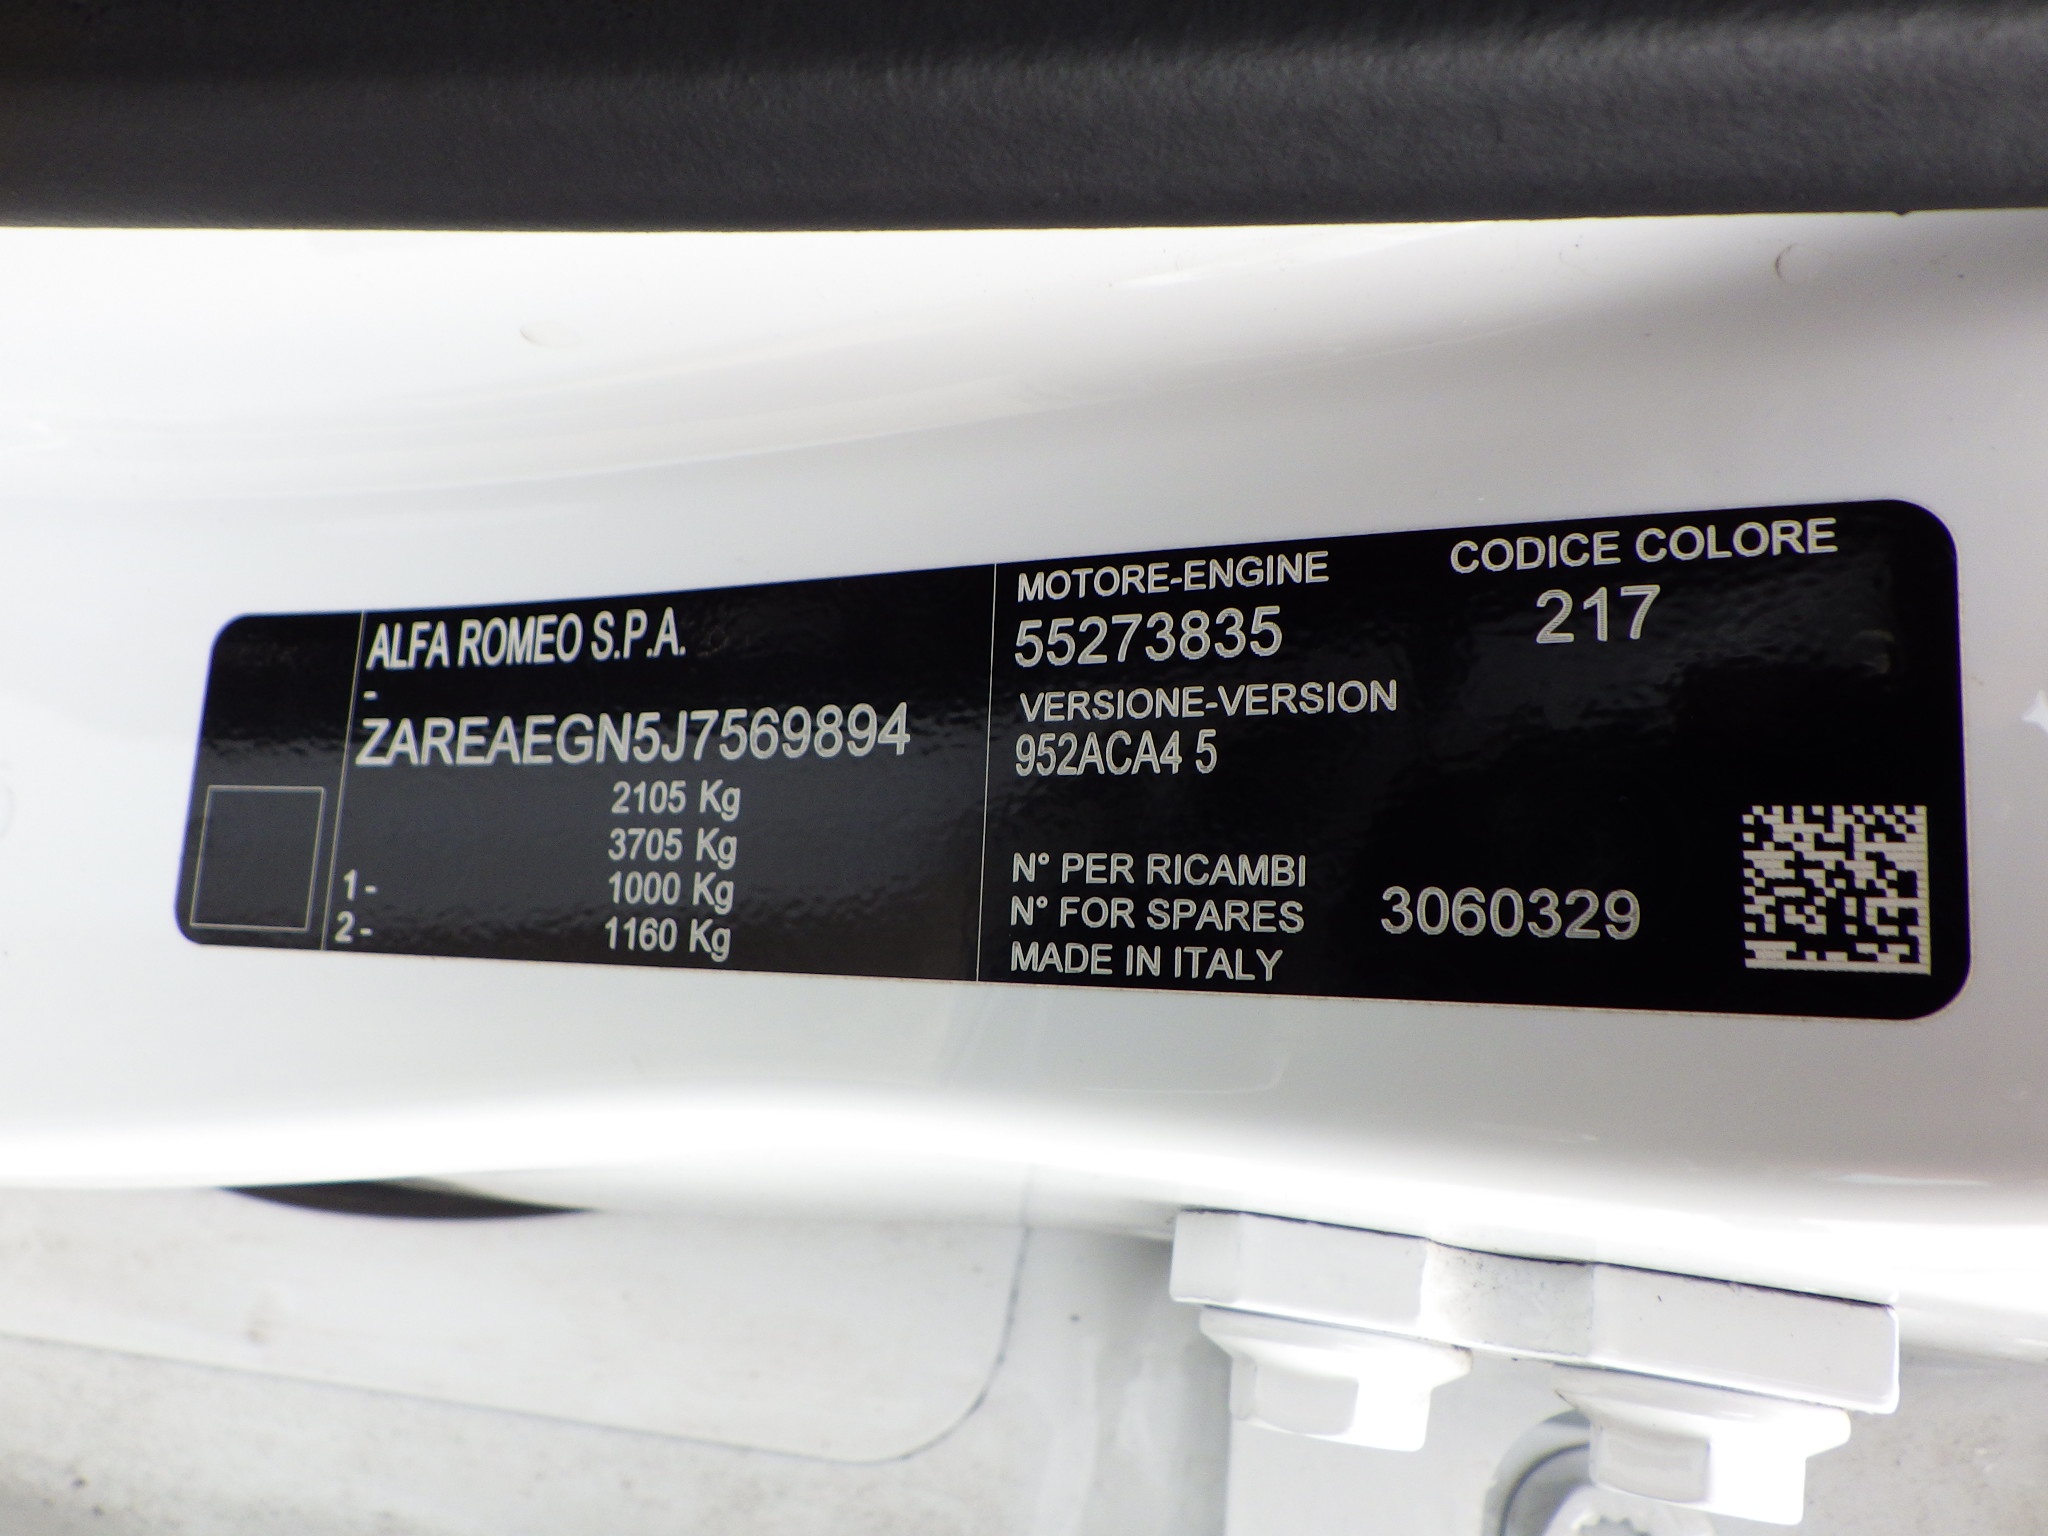 ALFA ROMEO S.P.A.
-
ZAREAEGN5J7569894
2105 Kg
3705 Kg
1- 1000 Kg
2- 1160 Kg
MOTORE-ENGINE
55273835
CODICE COLORE
217
VERSIONE-VERSION
952ACA4 5
N° PER RICAMBI
N° FOR SPARES 3060329
MADE IN ITALY